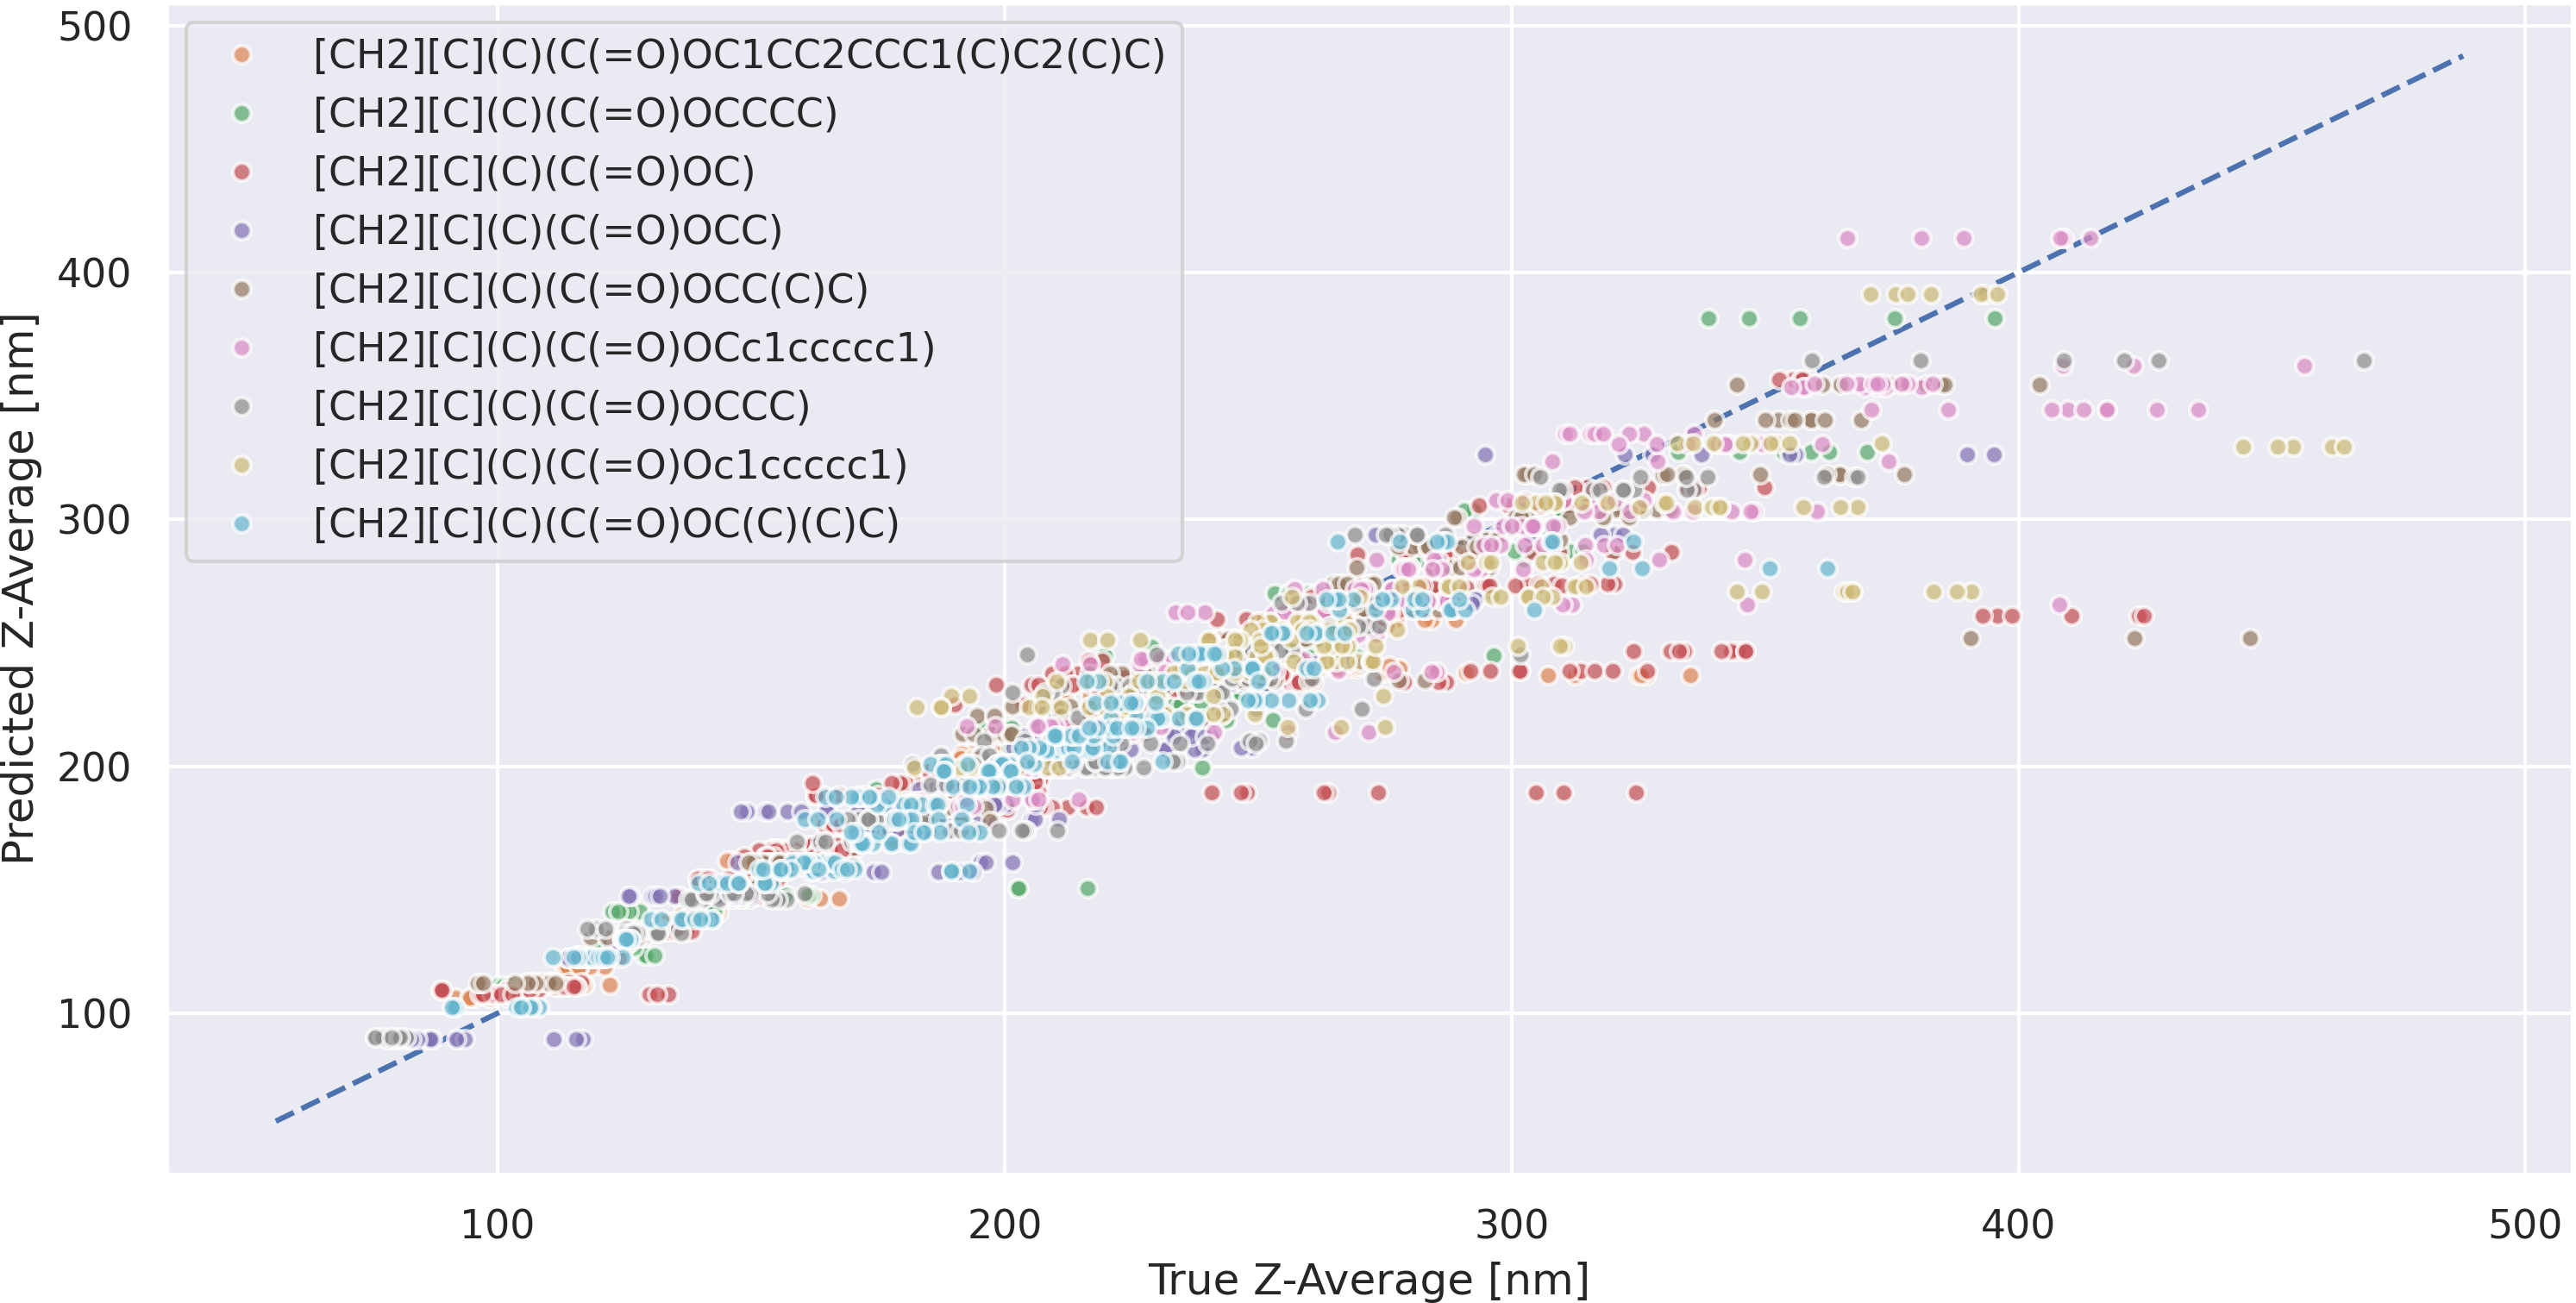 500
400
300
200
100
Predicted Z-Average [nm]
[CH2][C](C)(C(=O)OC1CC2CCC1(C)C2(C)C)
[CH2][C](C)(C(=O)OCCCC)
[CH2][C](C)(C(=O)OC)
[CH2][C](C)(C(=O)OCC)
[CH2][C](C)(C(=O)OCC(C)C)
[CH2][C](C)(C(=O)OCc1ccccc1)
[CH2][C](C)(C(=O)OCCC)
[CH2][C](C)(C(=O)Oc1ccccc1)
[CH2][C](C)(C(=O)OC(C)(C)C)
100 200 300 400 500
True Z-Average [nm]